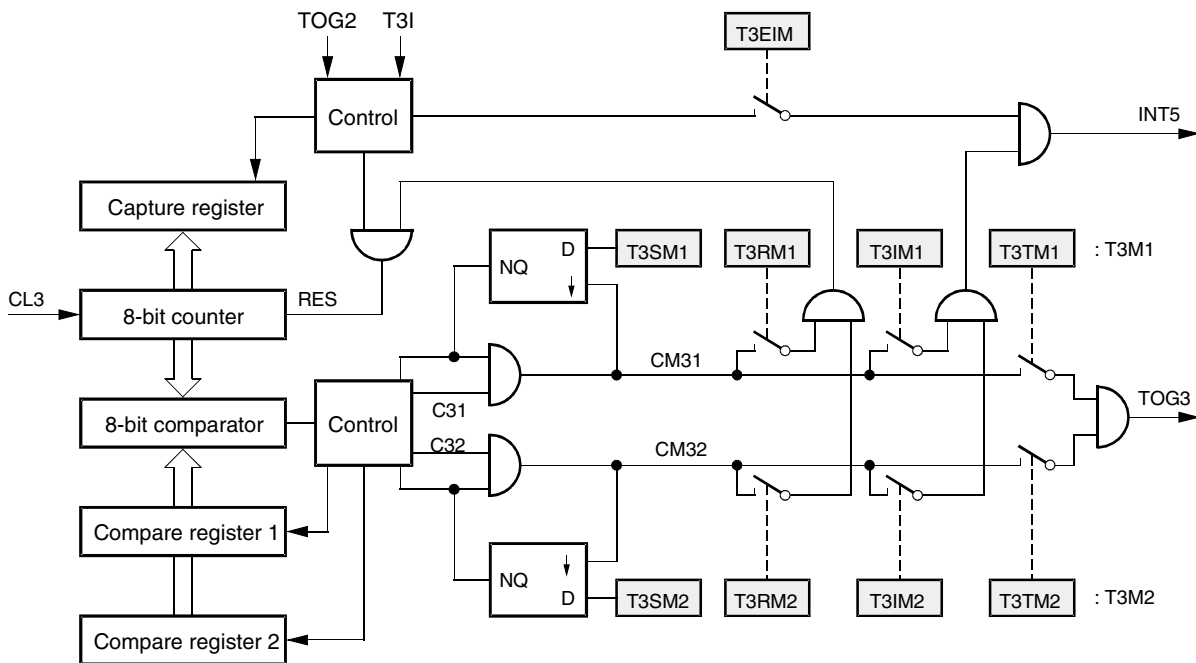 TOG2 T3I
T3EIM
Control
INT5
Capture register
D
NQ
T3SM1
T3RM1
T3IM1
T3TM1
: T3M1
CL3
8-bit counter
RES
CM31
C31
8-bit comparator
Control
TOG3
C32
CM32
Compare register 1
NQ
D
T3SM2
T3RM2
T3IM2
T3TM2
: T3M2
Compare register 2